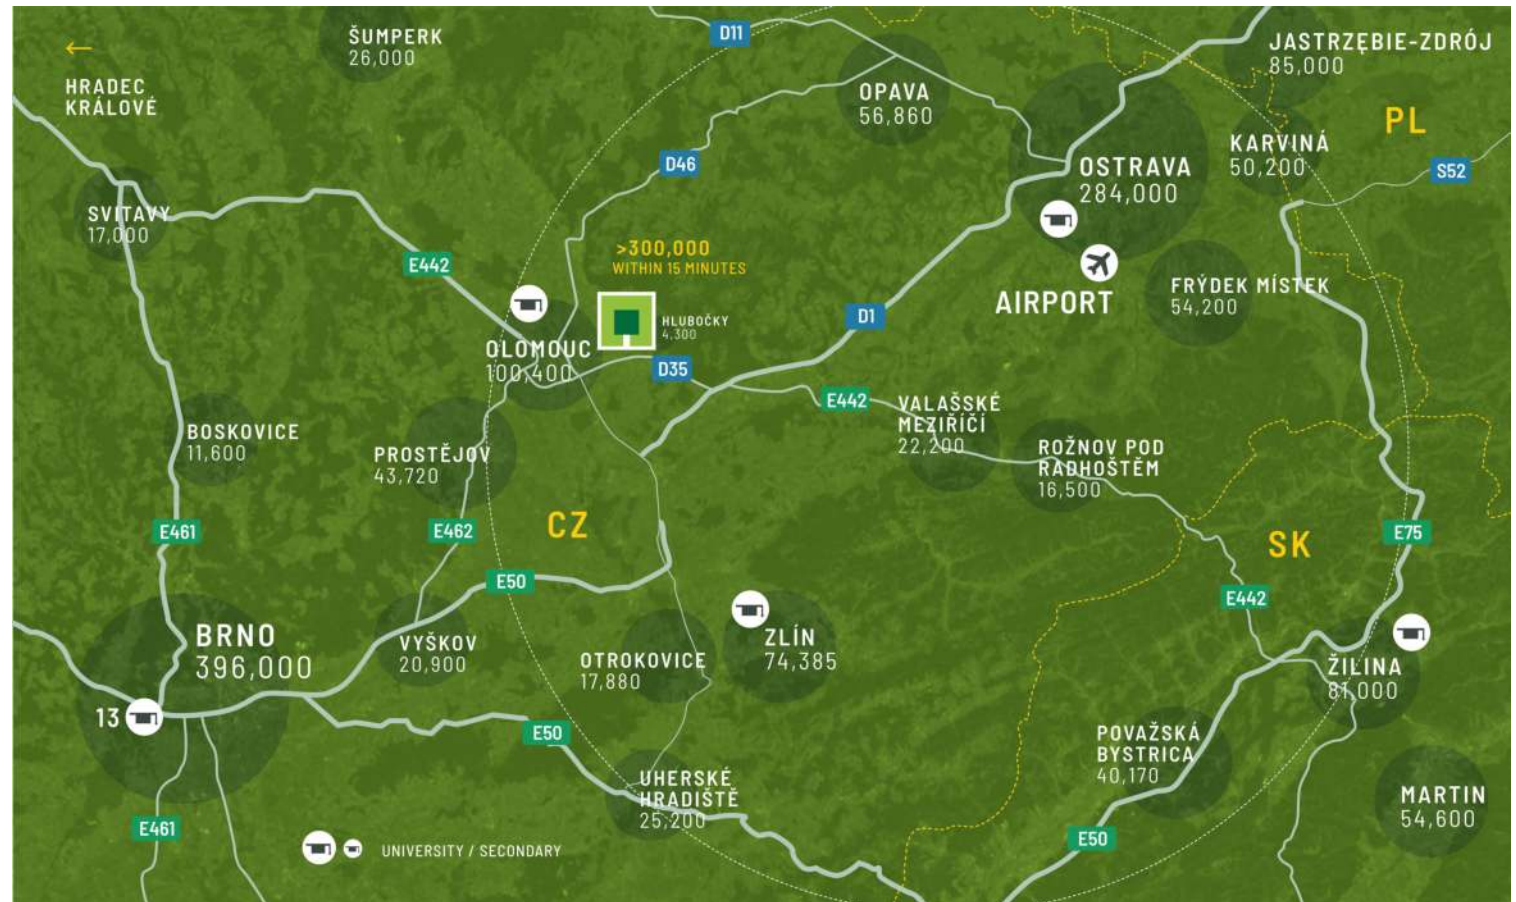 ←
HRADEC
KRÁLOVÉ
ŠUMPERK
26,000
D11
OPAVA
56,860
JASTRZĘBIE-ZDRÓJ
85,000
PL
KARVINÁ
50,200
S52
D46
OSTRAVA
284,000
SVITAVY
17,000
E442
>300,000
WITHIN 15 MINUTES
AIRPORT
FRÝDEK MÍSTEK
54,200
HLUBOČKY
4,300
D1
OLOMOUC
100,400
D35
E442
VALAŠSKÉ
MEZIŘÍČÍ
22,200
BOSKOVICE
11,600
PROSTĚJOV
43,720
ROŽNOV POD
RADHOŠTĚM
16,500
E461
E462
CZ
SK
E75
E50
E442
BRNO
396,000
VYŠKOV
20,900
OTROKOVICE
17,880
ZLÍN
74,385
ŽILINA
81,000
13
E50
POVAŽSKÁ
BYSTRICA
40,170
UHERSKÉ
HRADIŠTĚ
25,200
MARTIN
54,600
E461
E50
UNIVERSITY / SECONDARY